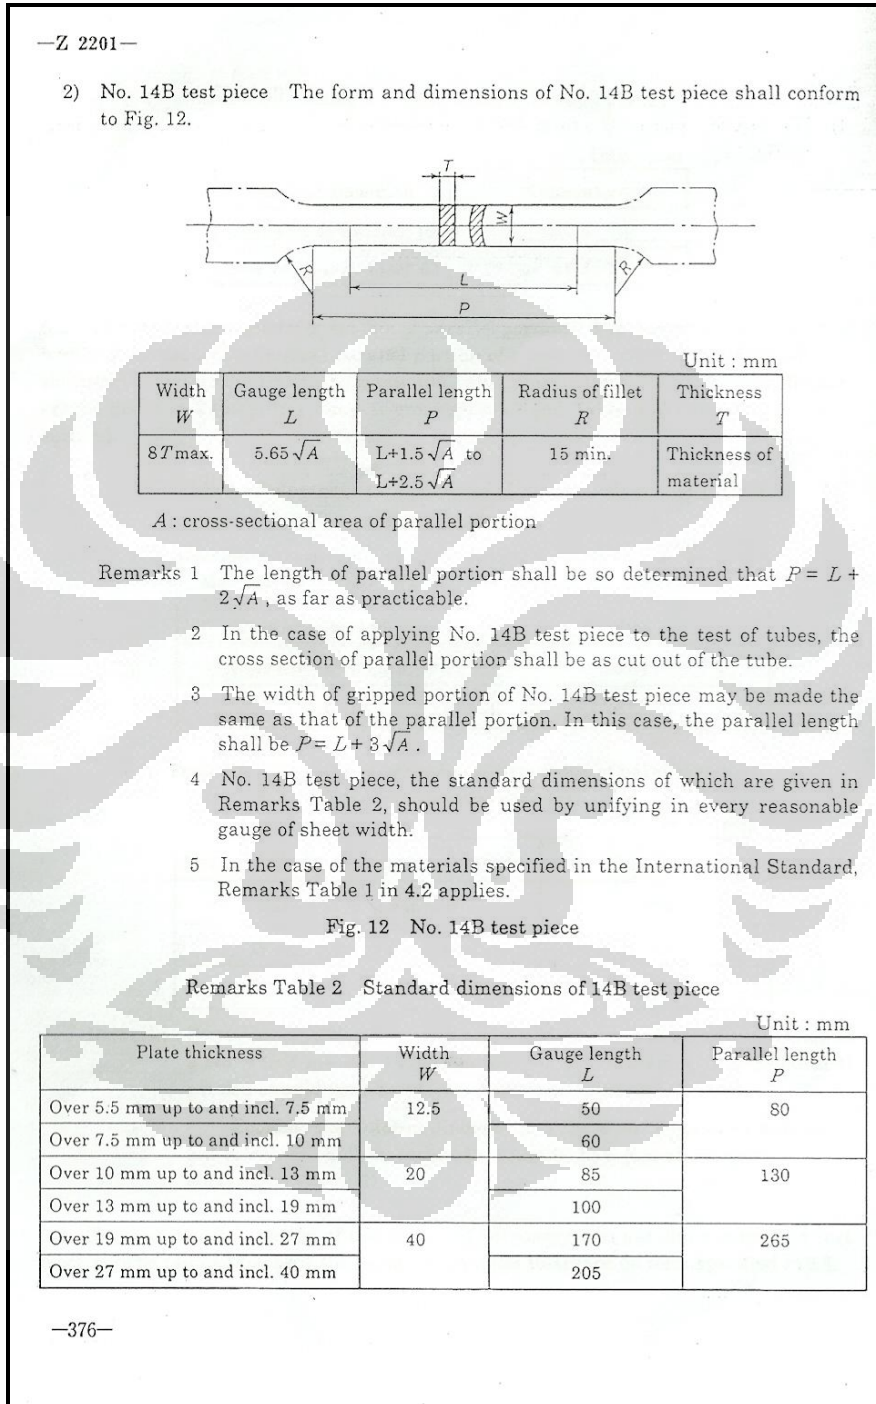 —Z 2201—
2) No. 14B test piece The form and dimensions of No. 14B test piece shall conform
to Fig. 12.
T
W
R
R
L
P
Unit : mm
Width Gauge length Parallel length Radius of fillet Thickness
W L P R T
8Tmax. 5.65√A L+1.5√A to 15 min. Thickness of
L+2.5√A material
A : cross-sectional area of parallel portion
Remarks 1 The length of parallel portion shall be so determined that P = L +
2√A, as far as practicable.
2 In the case of applying No. 14B test piece to the test of tubes, the
cross section of parallel portion shall be as cut out of the tube.
3 The width of gripped portion of No. 14B test piece may be made the
same as that of the parallel portion. In this case, the parallel length
shall be P= L+ 3√A .
4 No. 14B test piece, the standard dimensions of which are given in
Remarks Table 2, should be used by unifying in every reasonable
gauge of sheet width.
5 In the case of the materials specified in the International Standard,
Remarks Table 1 in 4.2 applies.
Fig. 12 No. 14B test piece
Remarks Table 2 Standard dimensions of 14B test piece
Unit : mm
Plate thickness Width Gauge length Parallel length
W L P
Over 5.5 mm up to and incl. 7.5 mm 12.5 50 80
Over 7.5 mm up to and incl. 10 mm 60
Over 10 mm up to and incl. 13 mm 20 85 130
Over 13 mm up to and incl. 19 mm 100
Over 19 mm up to and incl. 27 mm 40 170 265
Over 27 mm up to and incl. 40 mm 205
—376—